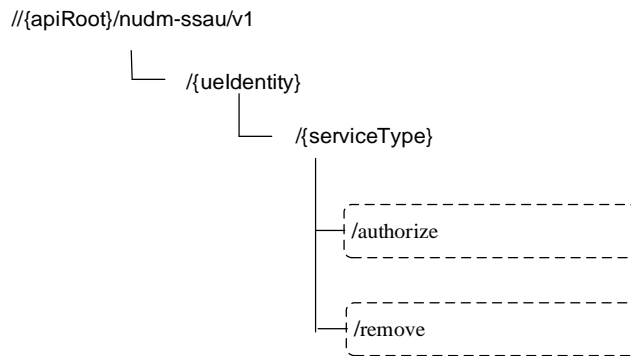 //{apiRoot}/nudm-ssau/v1
/{ueIdentity}
/{serviceType}
/authorize
/remove